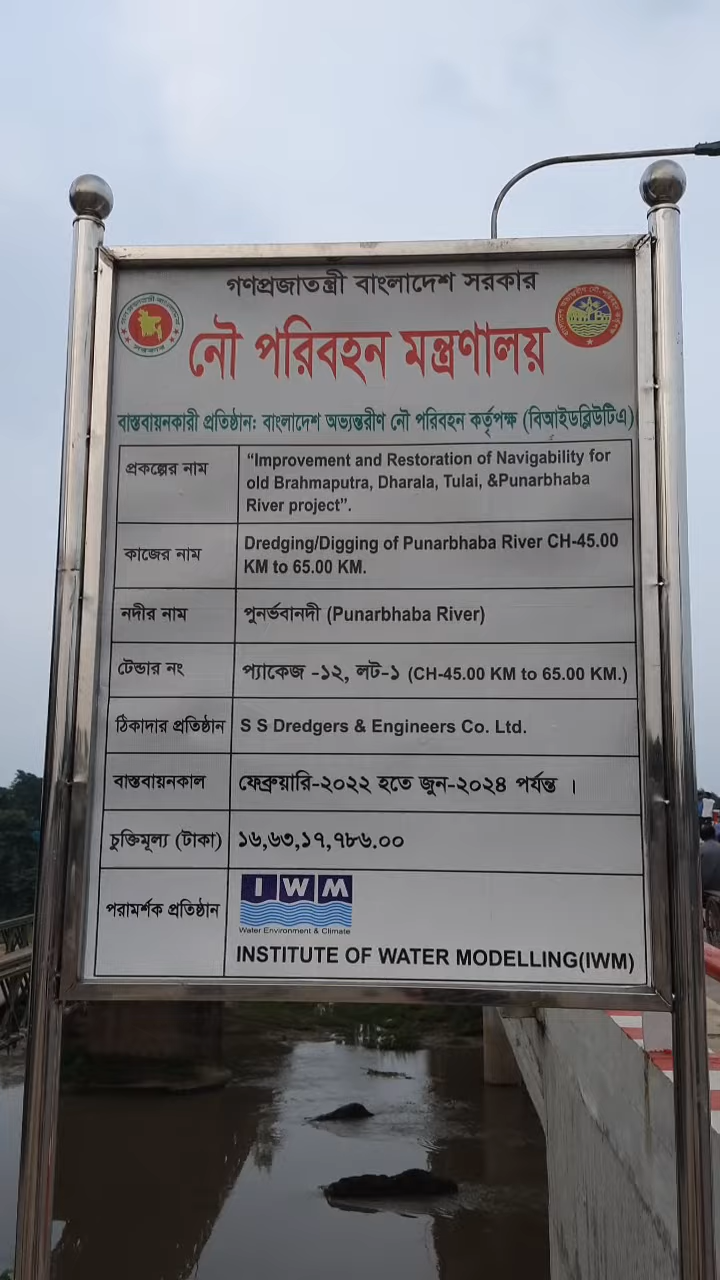 গণপ্রজাতন্ত্রী বাংলাদেশ সরকার
নৌ পরিবহন মন্ত্রণালয়
বাস্তবায়নকারী প্রতিষ্ঠান: বাংলাদেশ অভ্যন্তরীণ নৌ পরিবহন কর্তৃপক্ষ (বিআইডব্লিউটিএ)
প্রকল্পের নাম
“Improvement and Restoration of Navigability for
old Brahmaputra, Dharala, Tulai, &Punarbhaba
River project”.
কাজের নাম
Dredging/Digging of Punarbhaba River CH-45.00
KM to 65.00 KM.
নদীর নাম
পুনর্ভবানদী (Punarbhaba River)
টেন্ডার নং
প্যাকেজ -১২, লট-১ (CH-45.00 KM to 65.00 KM.)
ঠিকাদার প্রতিষ্ঠান
S S Dredgers & Engineers Co. Ltd.
বাস্তবায়নকাল
ফেব্রুয়ারি-২০২২ হতে জুন-২০২৪ পর্যন্ত ।
চুক্তিমূল্য (টাকা)
১৬,৬৩,১৭,৭৮৬.০০
পরামর্শক প্রতিষ্ঠান
IWM
Water Environment & Climate
INSTITUTE OF WATER MODELLING(IWM)